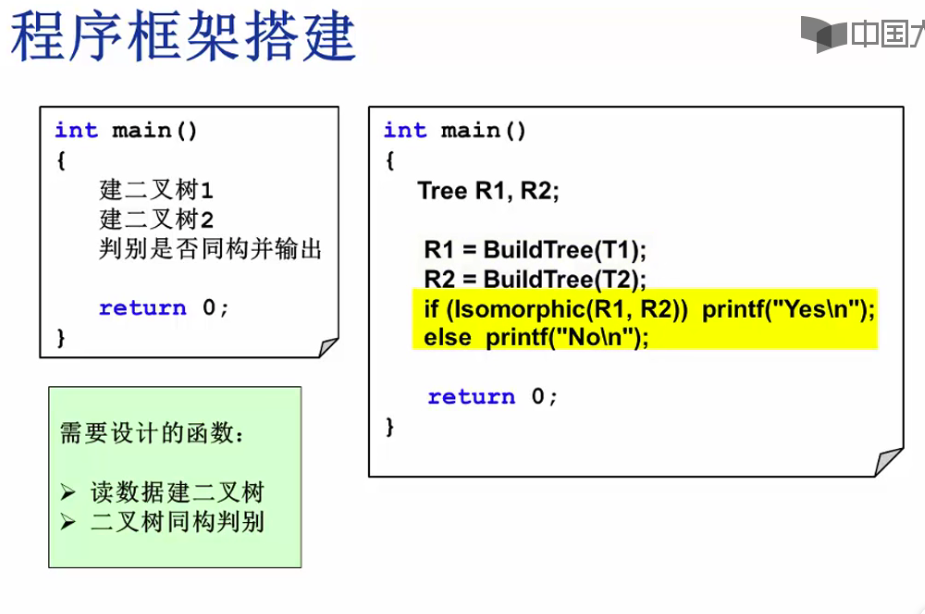 程序框架搭建
中国大
int main()
{
建二叉树1
建二叉树2
判别是否同构并输出
return 0;
}
需要设计的函数：
➢ 读数据建二叉树
➢ 二叉树同构判别
int main()
{
Tree R1, R2;
R1 = BuildTree(T1);
R2 = BuildTree(T2);
if (Isomorphic(R1, R2)) printf("Yes\n");
else printf("No\n");
return 0;
}